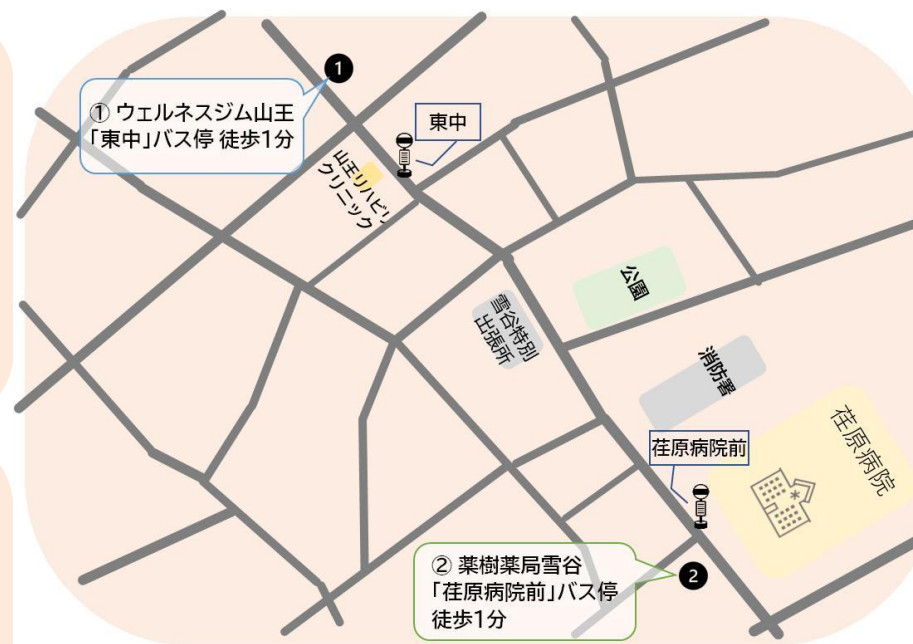 ❶
① ウェルネスジム山王
「東中」バス停 徒歩1分
東中
山王リハビリ
クリニック
公園
雪谷特別
出張所
消防署
荏原病院
荏原病院前
② 薬樹薬局雪谷
「荏原病院前」バス停
徒歩1分
❷